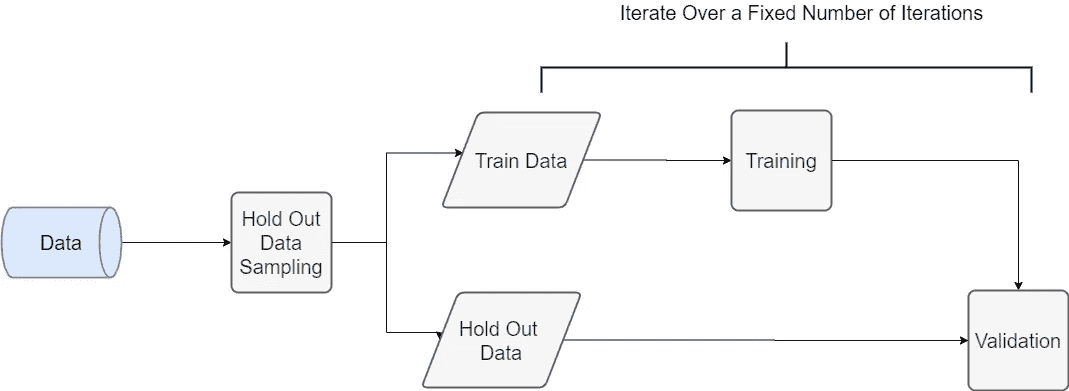 Iterate Over a Fixed Number of Iterations
Train Data
Training
Data
Hold Out
Data
Sampling
Hold Out
Data
Validation